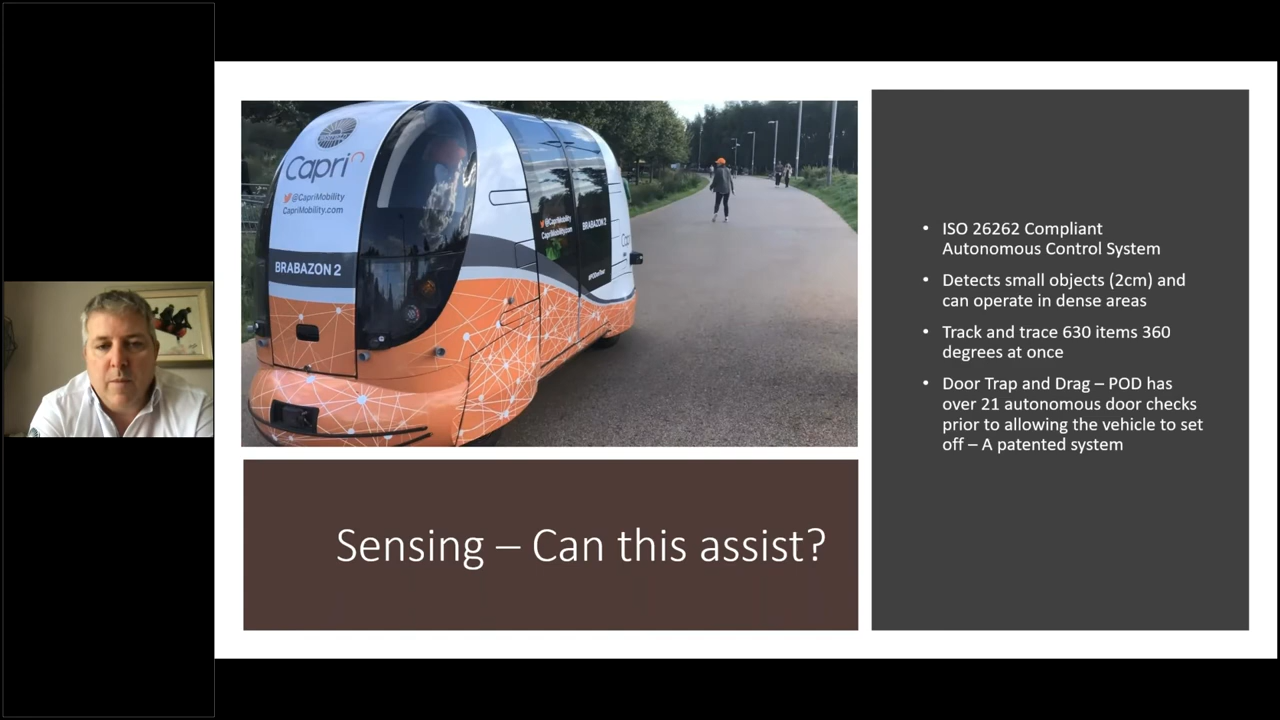 Capri
@CapriMobility
CapriMobility.com
BRABAZON 2
@CapriMobility
CapriMobility.com
BRABAZON 2
Sensing – Can this assist?
• ISO 26262 Compliant
Autonomous Control System
• Detects small objects (2cm) and
can operate in dense areas
• Track and trace 630 items 360
degrees at once
• Door Trap and Drag – POD has
over 21 autonomous door checks
prior to allowing the vehicle to set
off – A patented system